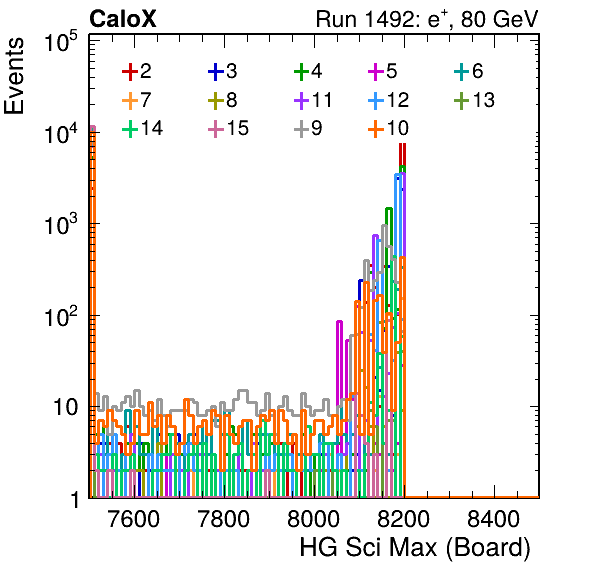 CaloX Run 1492: e⁺, 80 GeV
Events
10⁵
10⁴
10³
10²
10
1
2 3 4 5 6
7 8 11 12 13
14 15 9 10
7600 7800 8000 8200 8400
HG Sci Max (Board)